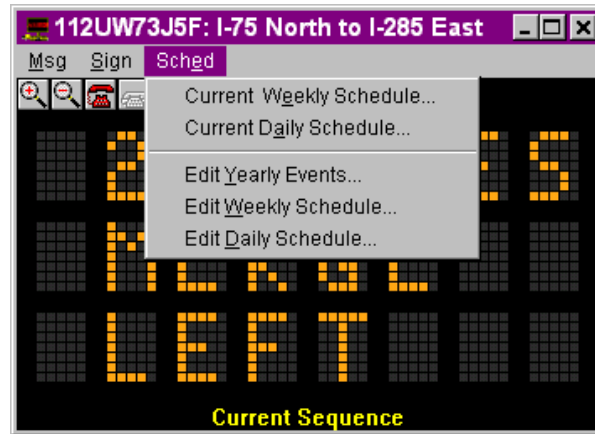 112UW73J5F: I-75 North to I-285 East
Msg Sign Sched
Current Weekly Schedule...
Current Daily Schedule...
Edit Yearly Events...
Edit Weekly Schedule...
Edit Daily Schedule...
MERGE
LEFT
Current Sequence